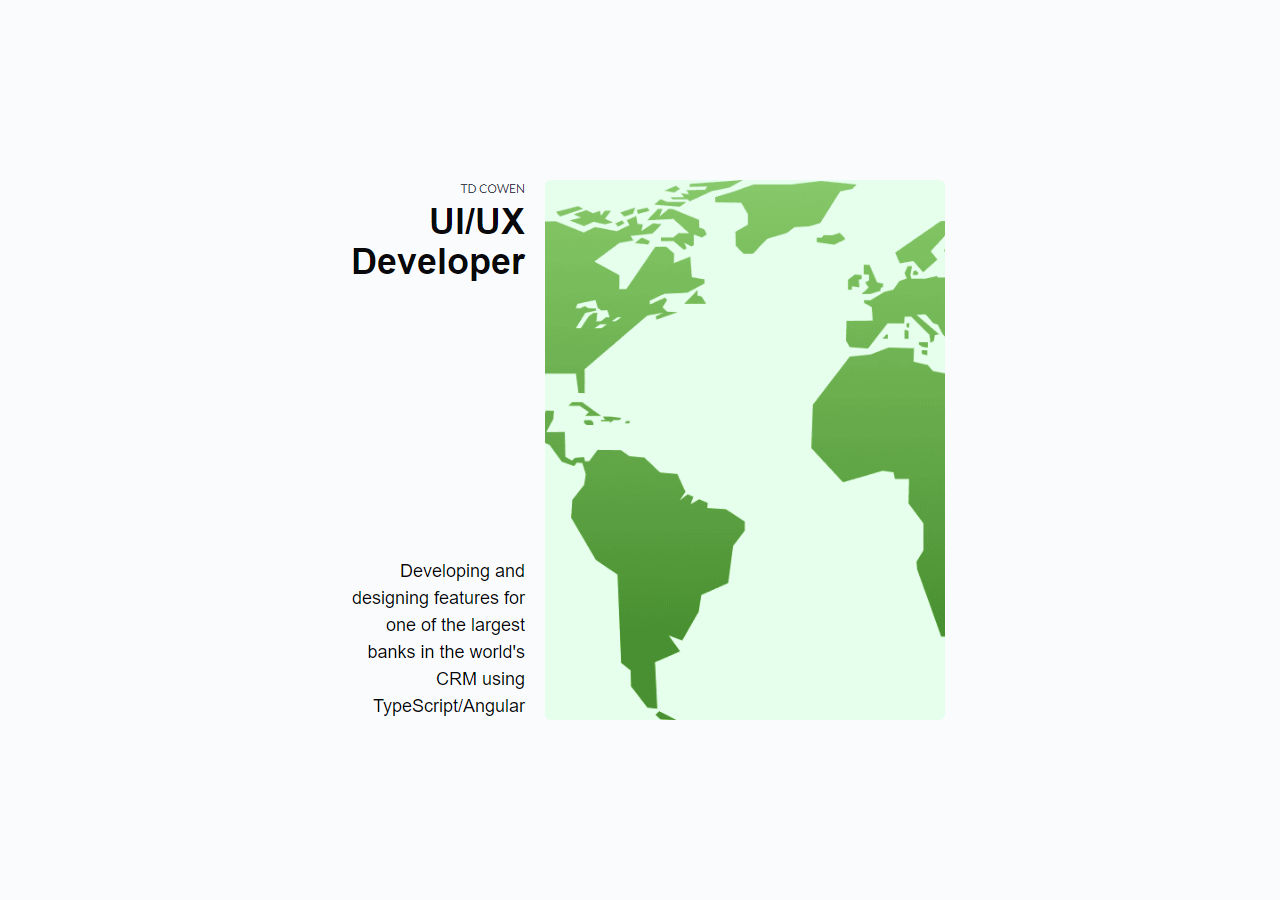 TD COWEN
UI/UX
Developer
Developing and
designing features for
one of the largest
banks in the world's
CRM using
TypeScript/Angular